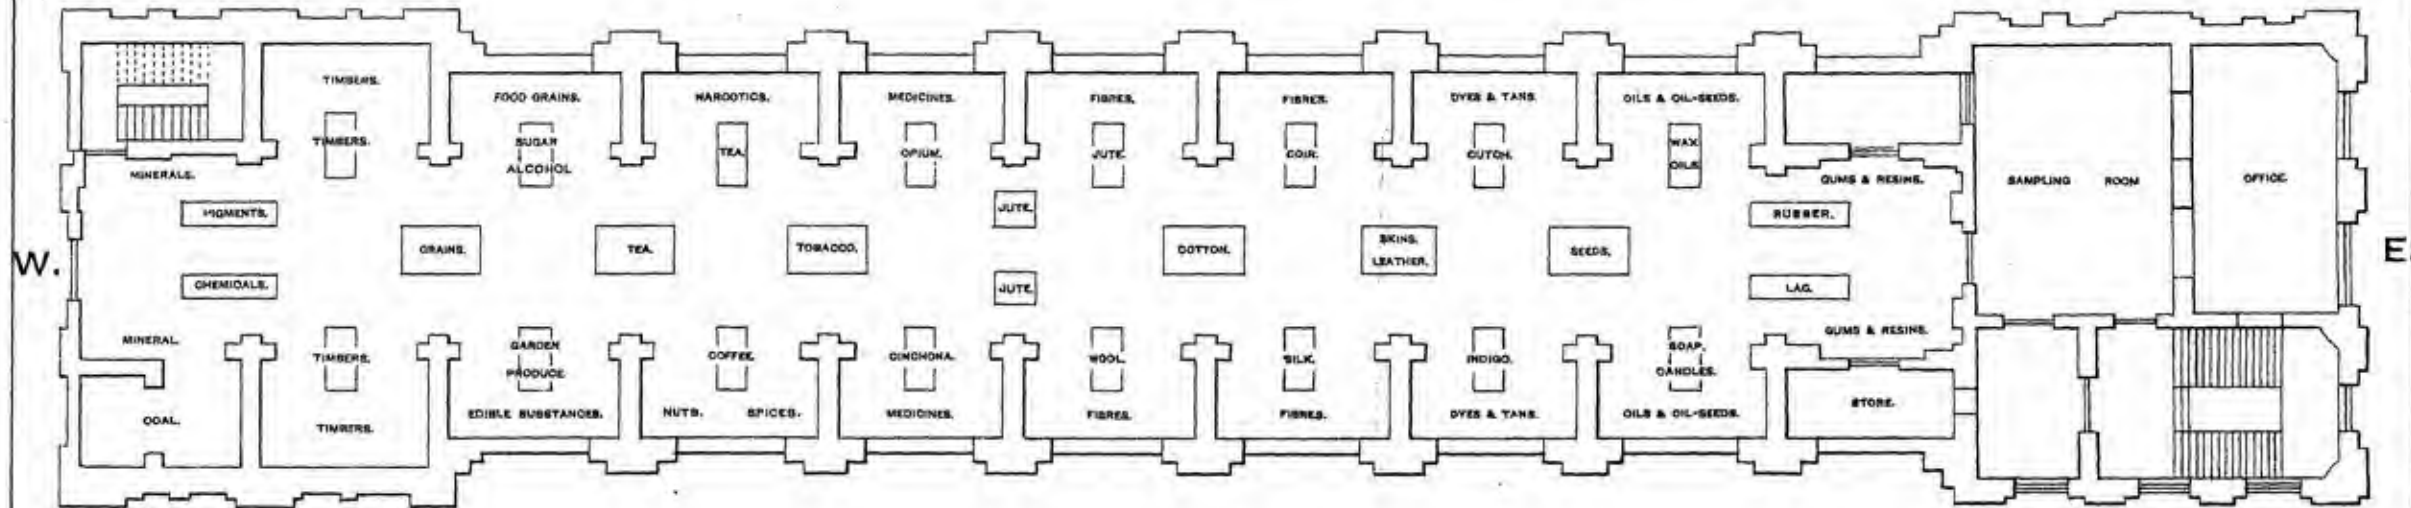 TIMBERS.
FOOD GRAINS.
NAROOTICS.
MEDICINES.
FIBRES.
FIBRES.
DYES & TANS
OILS & OIL-SEEDS.
TIMBERS.
SUGAR
ALCOHOL
TEA.
OPIUM.
JUTE.
COIR.
CUTCH.
WAX.
OILS.
MINERALS.
GUMS & RESINS.
SAMPLING ROOM
OFFICE.
PIGMENTS.
JUTE.
RUBBER.
W.
GRAINS.
TEA.
TOBACCO.
COTTON.
SKINS.
LEATHER.
SEEDS.
E.
CHEMICALS.
JUTE.
LAC.
MINERAL.
GUMS & RESINS.
TIMBERS.
GARDEN
PRODUCE
COFFEE.
CINCHONA.
WOOL.
SILK.
INDIGO.
SOAP.
CANDLES.
COAL.
TIMBERS.
EDIBLE SUBSTANCES.
NUTS. SPICES.
MEDICINES.
FIBRES.
FIBRES.
DYES & TANS.
OILS & OIL-SEEDS.
STORE.